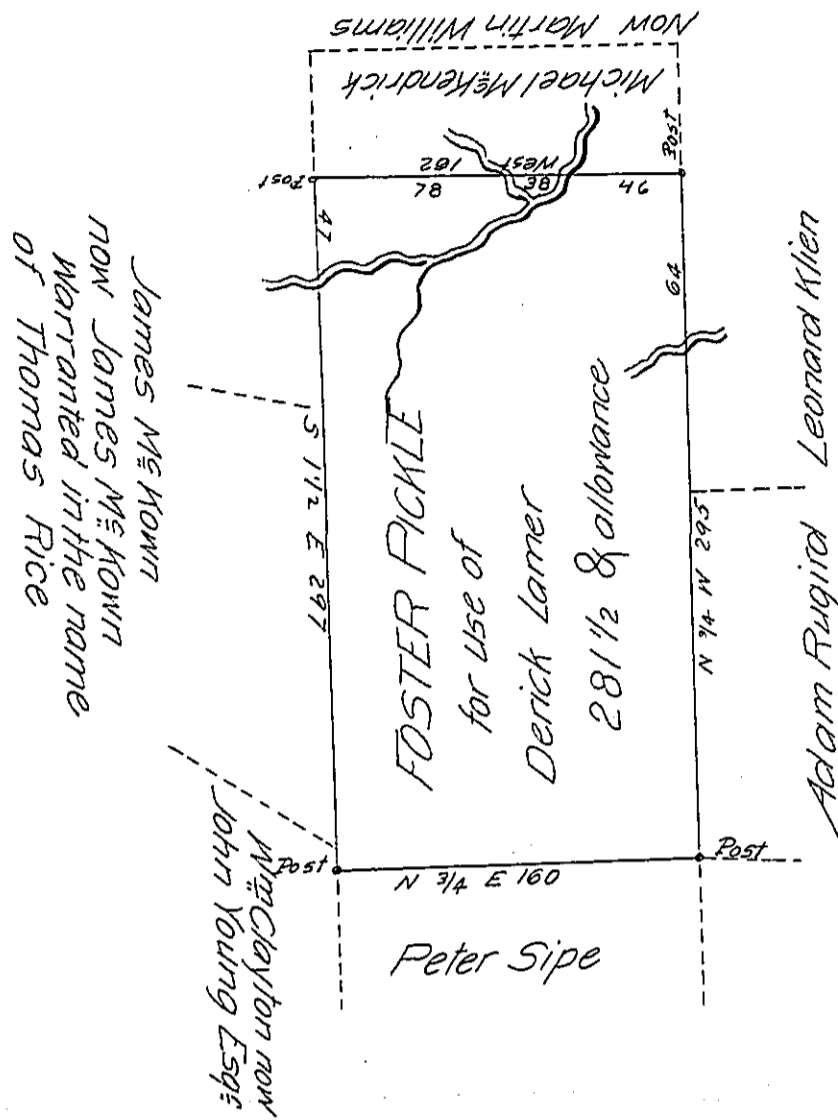 Now Martin Williams
Michael McKendrick
Post
Post
West
162
78
38
46
47
64
Leonard Klien
James McKown
now James McKown
Warranted in the name
of Thomas Rice
S 1 1/2 E 297
FOSTER PICKLE
for use of
Derick Lamer
281 1/2 & allowance
N 3/4 W 295
Adam Rugird
Post
N 3/4 E 160
Post
Wm Clayton now
John Young Esqr
Peter Sipe